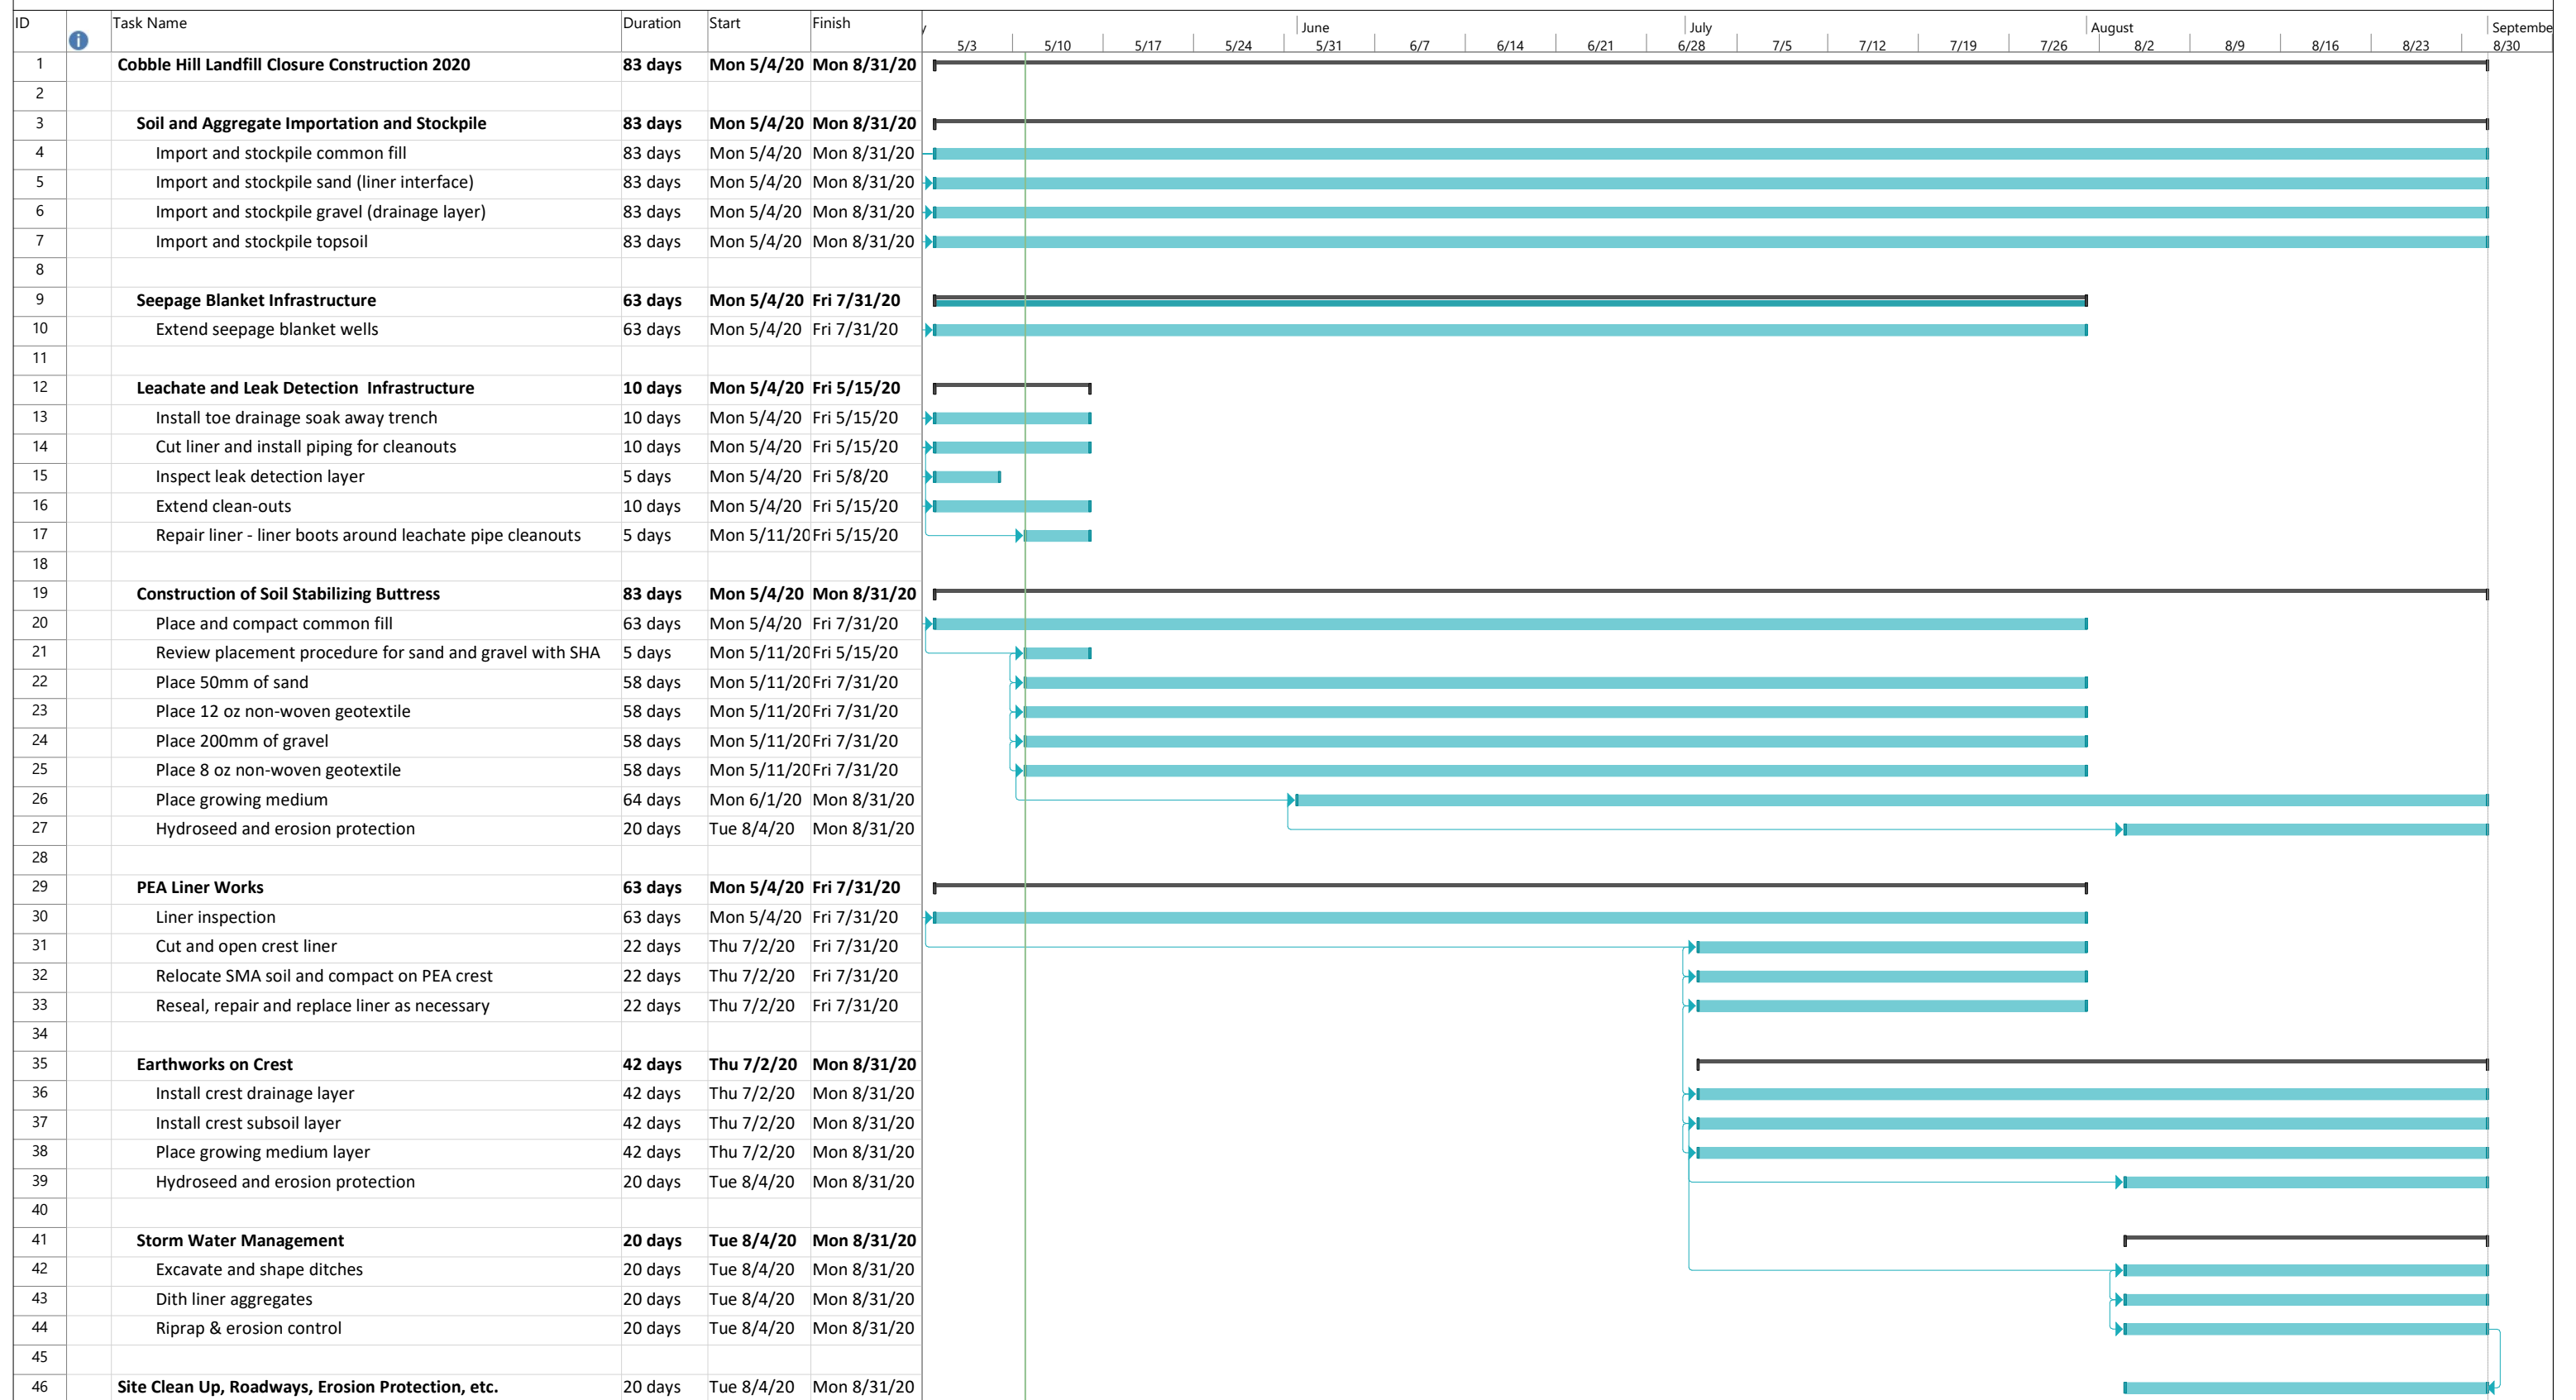 ID Task Name Duration Start Finish y June July August Septembe
i 5/3 5/10 5/17 5/24 5/31 6/7 6/14 6/21 6/28 7/5 7/12 7/19 7/26 8/2 8/9 8/16 8/23 8/30
1 Cobble Hill Landfill Closure Construction 2020 83 days Mon 5/4/20 Mon 8/31/20
2
3 Soil and Aggregate Importation and Stockpile 83 days Mon 5/4/20 Mon 8/31/20
4 Import and stockpile common fill 83 days Mon 5/4/20 Mon 8/31/20
5 Import and stockpile sand (liner interface) 83 days Mon 5/4/20 Mon 8/31/20
6 Import and stockpile gravel (drainage layer) 83 days Mon 5/4/20 Mon 8/31/20
7 Import and stockpile topsoil 83 days Mon 5/4/20 Mon 8/31/20
8
9 Seepage Blanket Infrastructure 63 days Mon 5/4/20 Fri 7/31/20
10 Extend seepage blanket wells 63 days Mon 5/4/20 Fri 7/31/20
11
12 Leachate and Leak Detection Infrastructure 10 days Mon 5/4/20 Fri 5/15/20
13 Install toe drainage soak away trench 10 days Mon 5/4/20 Fri 5/15/20
14 Cut liner and install piping for cleanouts 10 days Mon 5/4/20 Fri 5/15/20
15 Inspect leak detection layer 5 days Mon 5/4/20 Fri 5/8/20
16 Extend clean-outs 10 days Mon 5/4/20 Fri 5/15/20
17 Repair liner - liner boots around leachate pipe cleanouts 5 days Mon 5/11/20 Fri 5/15/20
18
19 Construction of Soil Stabilizing Buttress 83 days Mon 5/4/20 Mon 8/31/20
20 Place and compact common fill 63 days Mon 5/4/20 Fri 7/31/20
21 Review placement procedure for sand and gravel with SHA 5 days Mon 5/11/20 Fri 5/15/20
22 Place 50mm of sand 58 days Mon 5/11/20 Fri 7/31/20
23 Place 12 oz non-woven geotextile 58 days Mon 5/11/20 Fri 7/31/20
24 Place 200mm of gravel 58 days Mon 5/11/20 Fri 7/31/20
25 Place 8 oz non-woven geotextile 58 days Mon 5/11/20 Fri 7/31/20
26 Place growing medium 64 days Mon 6/1/20 Mon 8/31/20
27 Hydroseed and erosion protection 20 days Tue 8/4/20 Mon 8/31/20
28
29 PEA Liner Works 63 days Mon 5/4/20 Fri 7/31/20
30 Liner inspection 63 days Mon 5/4/20 Fri 7/31/20
31 Cut and open crest liner 22 days Thu 7/2/20 Fri 7/31/20
32 Relocate SMA soil and compact on PEA crest 22 days Thu 7/2/20 Fri 7/31/20
33 Reseal, repair and replace liner as necessary 22 days Thu 7/2/20 Fri 7/31/20
34
35 Earthworks on Crest 42 days Thu 7/2/20 Mon 8/31/20
36 Install crest drainage layer 42 days Thu 7/2/20 Mon 8/31/20
37 Install crest subsoil layer 42 days Thu 7/2/20 Mon 8/31/20
38 Place growing medium layer 42 days Thu 7/2/20 Mon 8/31/20
39 Hydroseed and erosion protection 20 days Tue 8/4/20 Mon 8/31/20
40
41 Storm Water Management 20 days Tue 8/4/20 Mon 8/31/20
42 Excavate and shape ditches 20 days Tue 8/4/20 Mon 8/31/20
43 Dith liner aggregates 20 days Tue 8/4/20 Mon 8/31/20
44 Riprap & erosion control 20 days Tue 8/4/20 Mon 8/31/20
45
46 Site Clean Up, Roadways, Erosion Protection, etc. 20 days Tue 8/4/20 Mon 8/31/20